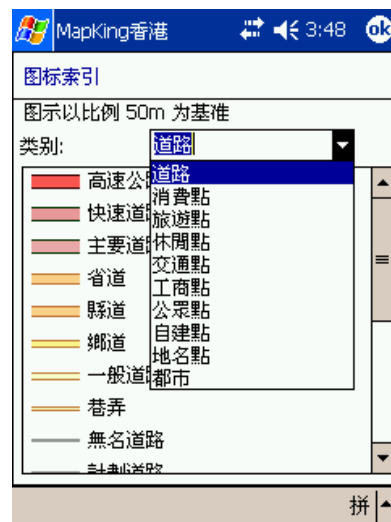 MapKing香港 3:48 ok
图标索引
图示以比例 50m 为基准
类别: 道路
道路
消費點
旅遊點
休閒點
交通點
工商點
公眾點
自建點
地名點
都市
高速公
快速道
主要道
省道
縣道
鄉道
一般道
巷弄
無名道路
計劃道路
拼